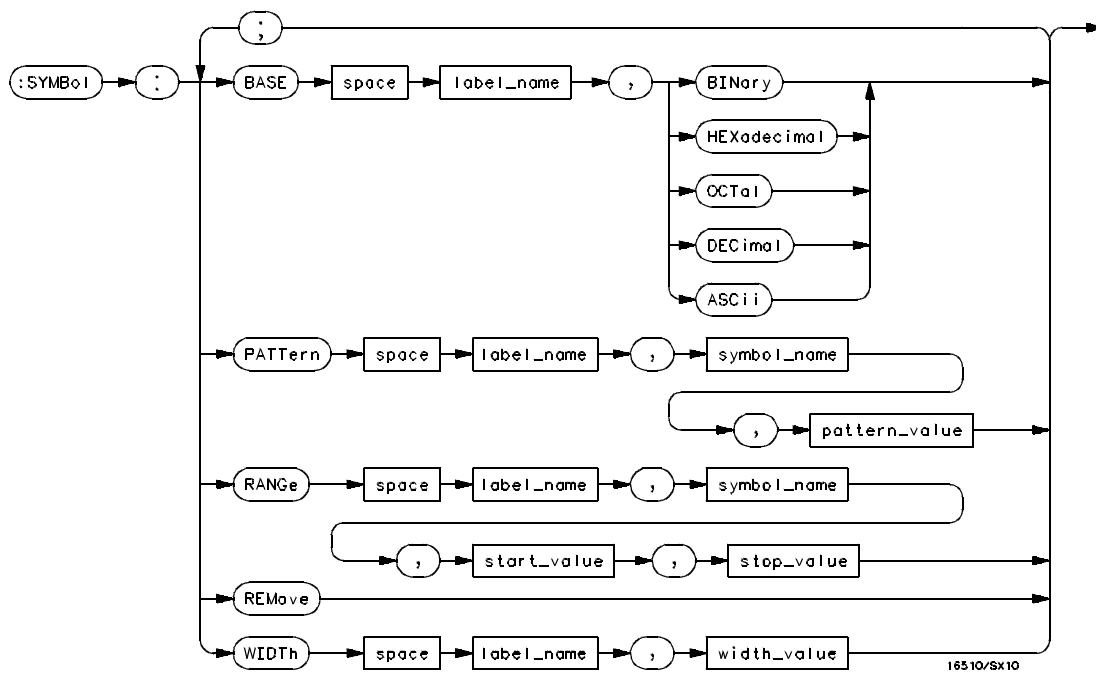 ;
:SYMBol : BASE space label_name , BINary
HEXadecimal
OCTal
DECimal
ASCii
PATTern space label_name , symbol_name
, pattern_value
RANGe space label_name , symbol_name
, start_value , stop_value
REMove
WIDTh space label_name , width_value
16510/SX10